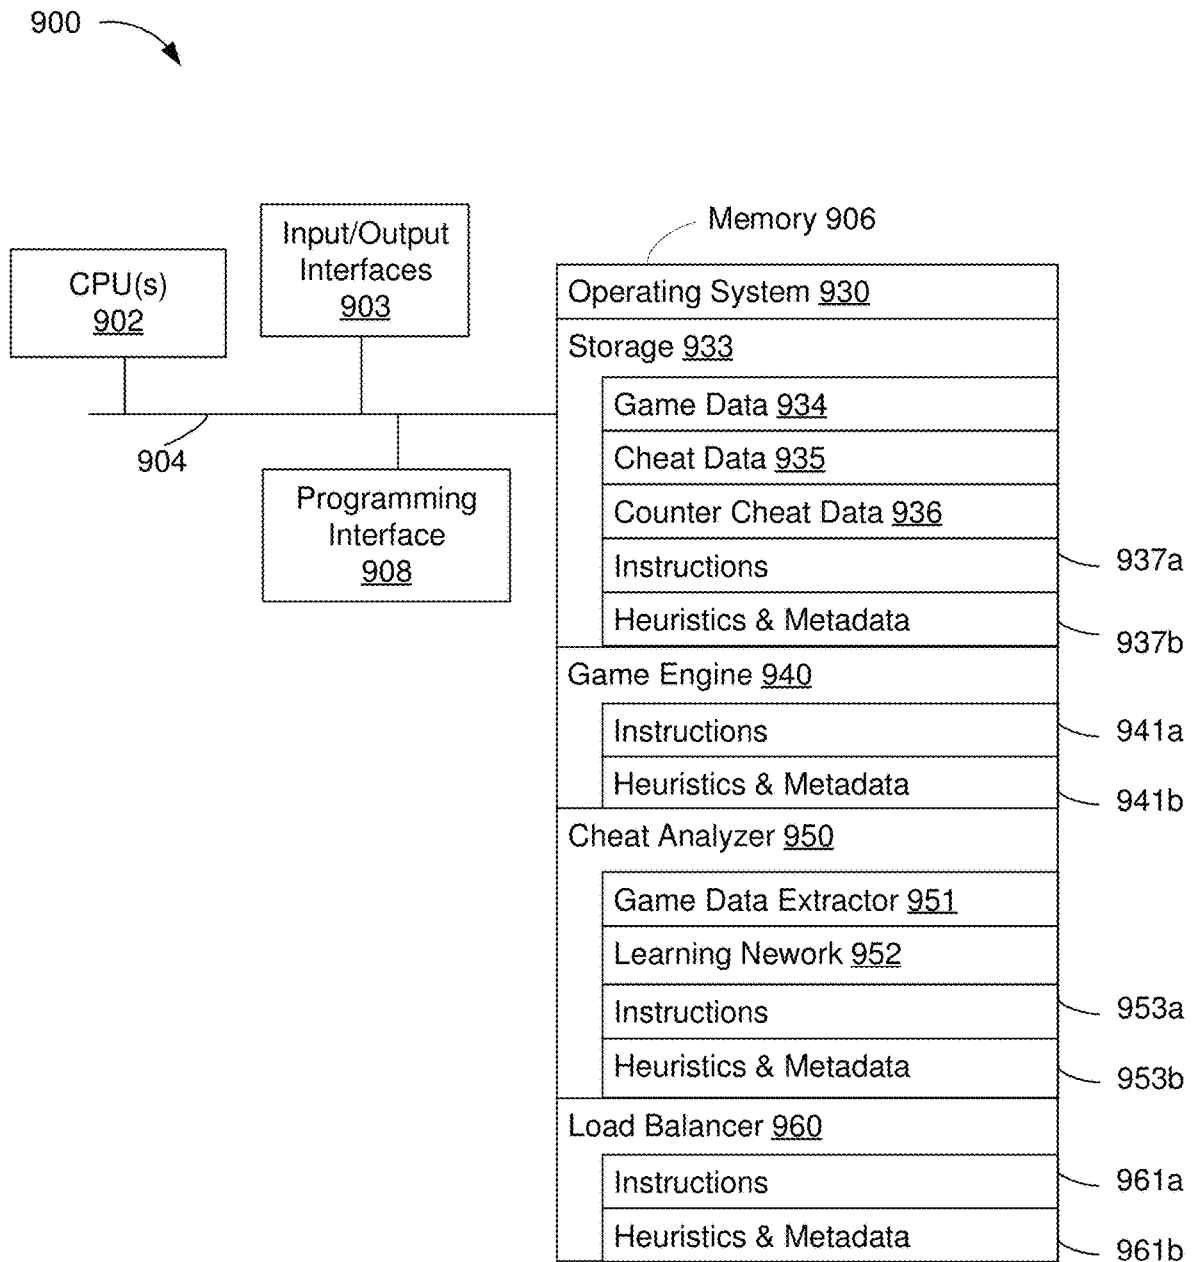 900
Memory 906
Input/Output
Interfaces
903
CPU(s)
902
904
Programming
Interface
908
Operating System 930
Storage 933
Game Data 934
Cheat Data 935
Counter Cheat Data 936
Instructions
937a
Heuristics & Metadata
937b
Game Engine 940
Instructions
941a
Heuristics & Metadata
941b
Cheat Analyzer 950
Game Data Extractor 951
Learning Nework 952
Instructions
953a
Heuristics & Metadata
953b
Load Balancer 960
Instructions
961a
Heuristics & Metadata
961b